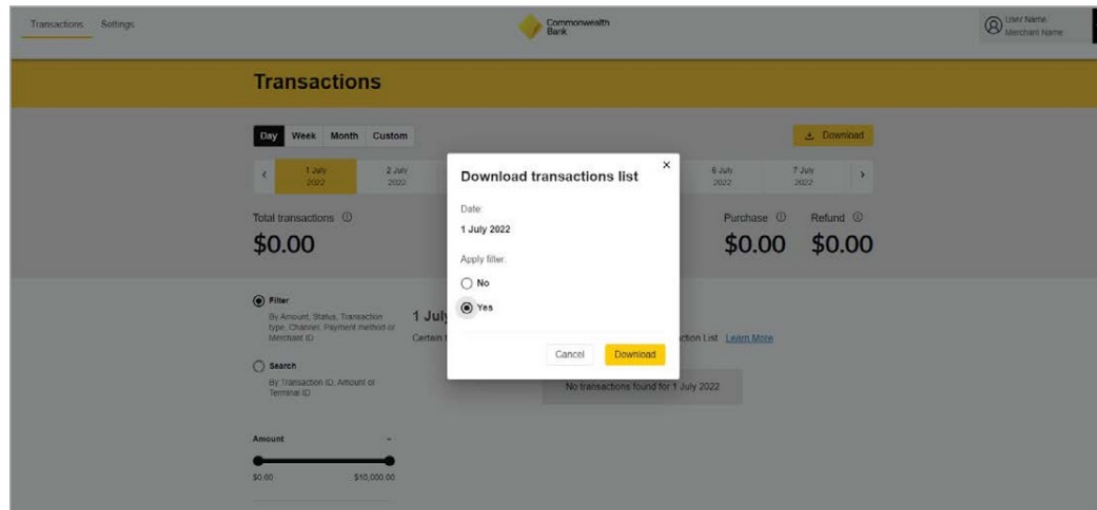 Transactions Settings
Commonwealth
Bank
User Name
Merchant Name
Transactions
Day Week Month Custom
Download
1 July
2022
2 July
2022
6 July
2022
7 July
2022
Total transactions
$0.00
Purchase
$0.00
Refund
$0.00
Download transactions list
Date:
1 July 2022
Apply filter:
No
Yes
Cancel Download
Filter
By Amount, Status, Transaction
type, Channel, Payment method or
Merchant ID
Search
By Transaction ID, Amount or
Terminal ID
1 July
Certain
List Learn More
No transactions found for 1 July 2022
Amount
$0.00 $10,000.00